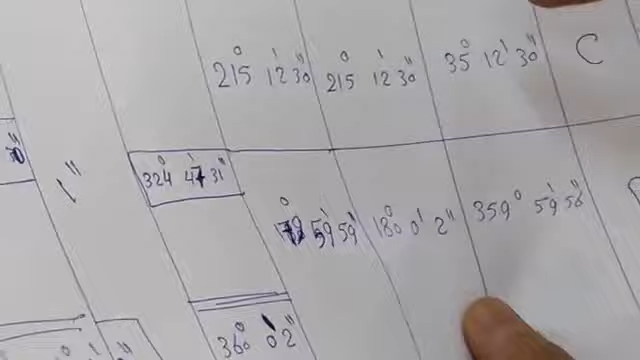 215° 12' 30" 215° 12' 30" 35° 12' 30" C
324° 47' 31"
59' 59" 180° 0' 2" 359° 59' 56"
1"
360° 0' 2"